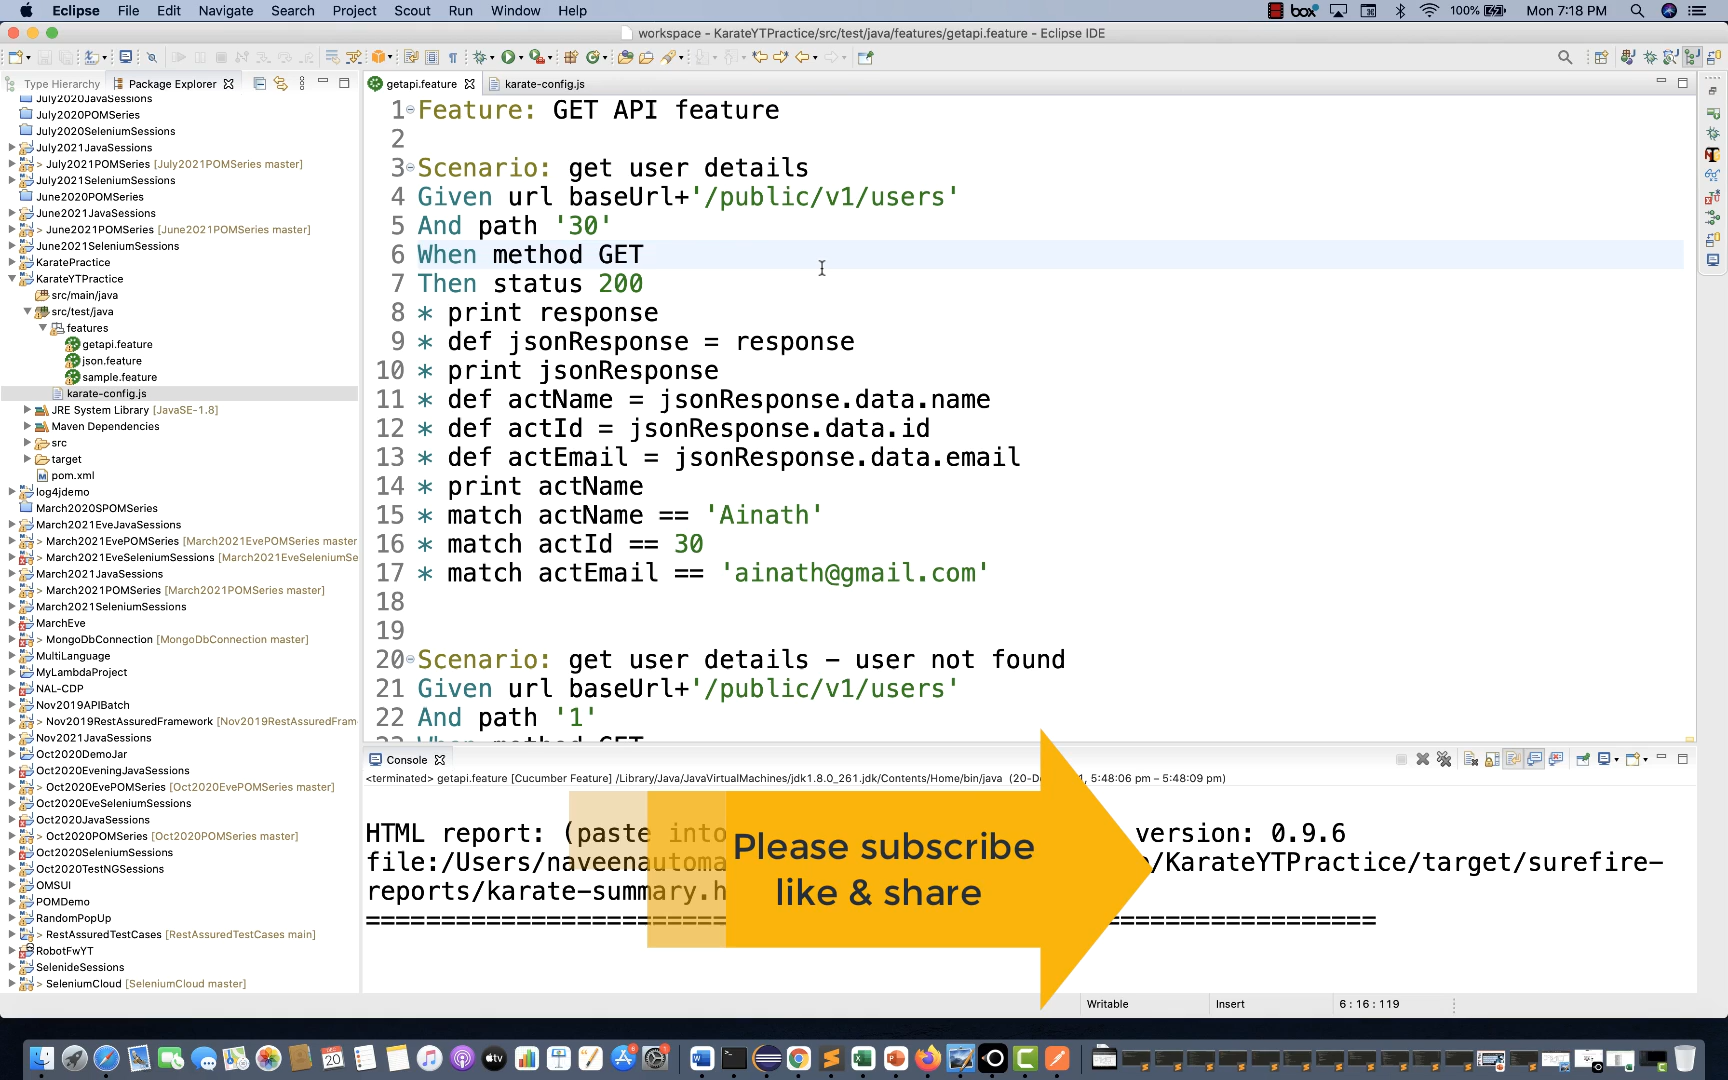 Eclipse File Edit Navigate Search Project Scout Run Window Help box 100% Mon 7:18 PM
workspace - KarateYTPractice/src/test/java/features/getapi.feature - Eclipse IDE
Type Hierarchy Package Explorer
July2020JavaSessions
July2020POMSeries
July2020SeleniumSessions
July2021JavaSessions
> July2021POMSeries [July2021POMSeries master]
July2021SeleniumSessions
June2020POMSeries
June2021JavaSessions
> June2021POMSeries [June2021POMSeries master]
June2021SeleniumSessions
KaratePractice
KarateYTPractice
src/main/java
src/test/java
features
getapi.feature
json.feature
sample.feature
karate-config.js
JRE System Library [JavaSE-1.8]
Maven Dependencies
src
target
pom.xml
log4jdemo
March2020SPOMSeries
March2021EveJavaSessions
> March2021EvePOMSeries [March2021EvePOMSeries master
> March2021EveSeleniumSessions [March2021EveSeleniumSe
March2021JavaSessions
> March2021POMSeries [March2021POMSeries master]
March2021SeleniumSessions
MarchEve
> MongoDbConnection [MongoDbConnection master]
MultiLanguage
MyLambdaProject
NAL-CDP
Nov2019APIBatch
> Nov2019RestAssuredFramework [Nov2019RestAssuredFram
Nov2021JavaSessions
Oct2020DemoJar
Oct2020EveningJavaSessions
> Oct2020EvePOMSeries [Oct2020EvePOMSeries master]
Oct2020EveSeleniumSessions
Oct2020JavaSessions
> Oct2020POMSeries [Oct2020POMSeries master]
Oct2020SeleniumSessions
Oct2020TestNGSessions
OMSUI
POMDemo
RandomPopUp
> RestAssuredTestCases [RestAssuredTestCases main]
RobotFwYT
SelenideSessions
> SeleniumCloud [SeleniumCloud master]
getapi.feature karate-config.js
1 Feature: GET API feature
2
3 Scenario: get user details
4 Given url baseUrl+'/public/v1/users'
5 And path '30'
6 When method GET
7 Then status 200
8 * print response
9 * def jsonResponse = response
10 * print jsonResponse
11 * def actName = jsonResponse.data.name
12 * def actId = jsonResponse.data.id
13 * def actEmail = jsonResponse.data.email
14 * print actName
15 * match actName == 'Ainath'
16 * match actId == 30
17 * match actEmail == 'ainath@gmail.com'
18
19
20 Scenario: get user details - user not found
21 Given url baseUrl+'/public/v1/users'
22 And path '1'
Console
<terminated> getapi.feature [Cucumber Feature] /Library/Java/JavaVirtualMachines/jdk1.8.0_261.jdk/Contents/Home/bin/java (20-D 1, 5:48:06 pm – 5:48:09 pm)
HTML report: (paste into version: 0.9.6
file:/Users/naveenautoma /KarateYTPractice/target/surefire-
reports/karate-summary.h
==================================================================
Please subscribe
like & share
Writable Insert 6 : 16 : 119